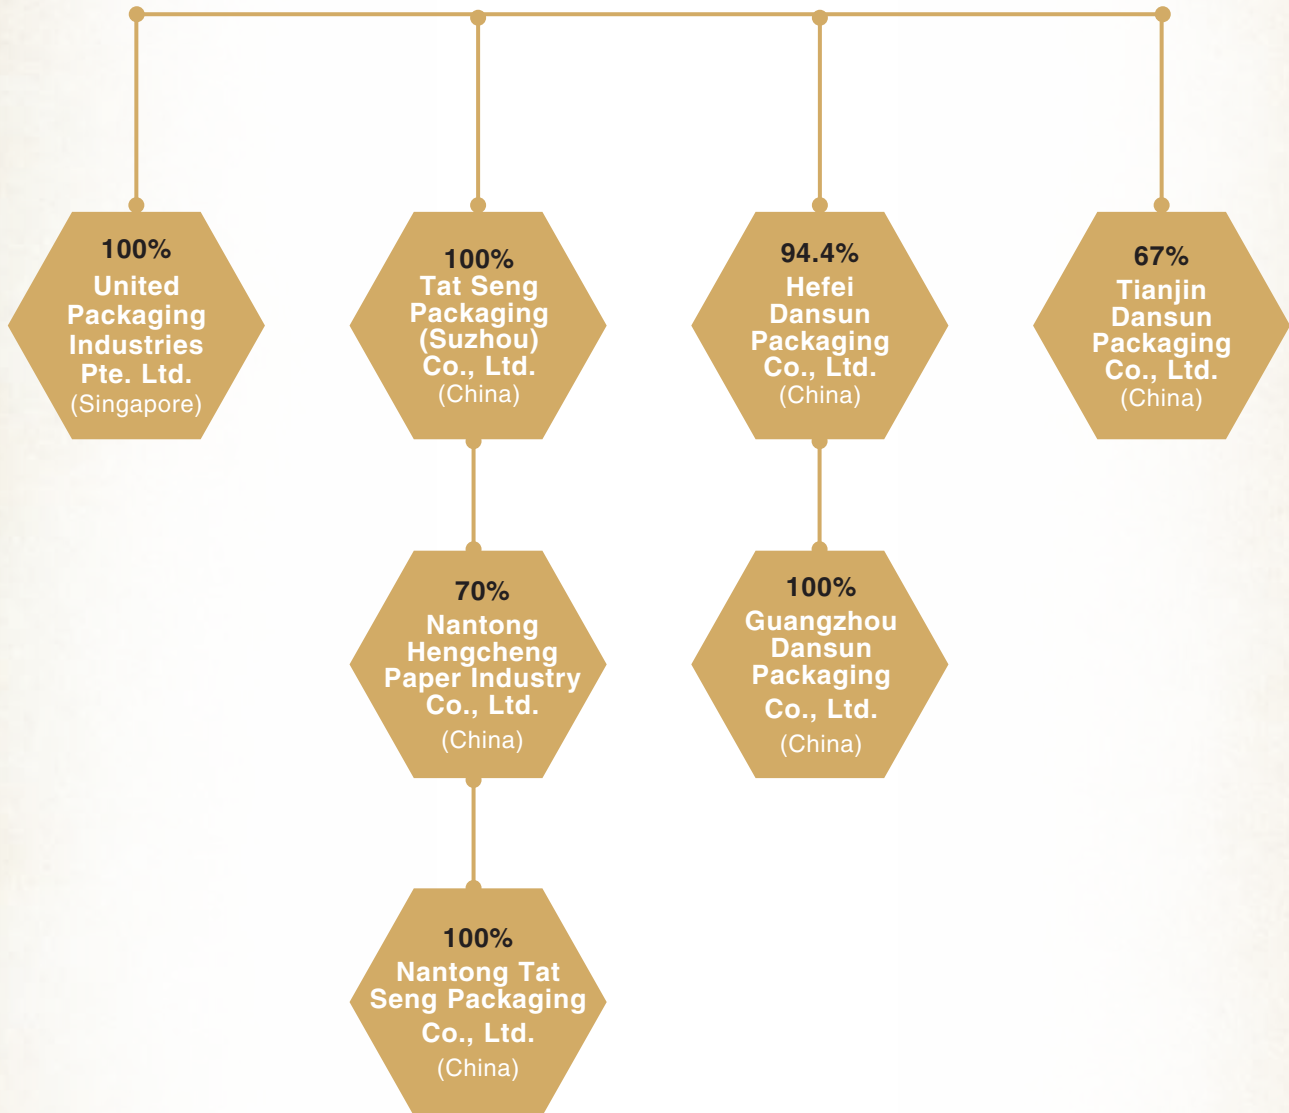 100%
United
Packaging
Industries
Pte. Ltd.
(Singapore)
100%
Tat Seng
Packaging
(Suzhou)
Co., Ltd.
(China)
94.4%
Hefei
Dansun
Packaging
Co., Ltd.
(China)
67%
Tianjin
Dansun
Packaging
Co., Ltd.
(China)
70%
Nantong
Hengcheng
Paper Industry
Co., Ltd.
(China)
100%
Guangzhou
Dansun
Packaging
Co., Ltd.
(China)
100%
Nantong Tat
Seng Packaging
Co., Ltd.
(China)